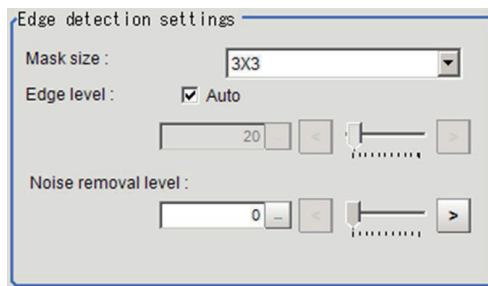 Edge detection settings
Mask size : 3X3
Edge level : Auto
20 ... < >
Noise removal level :
0 ... < >